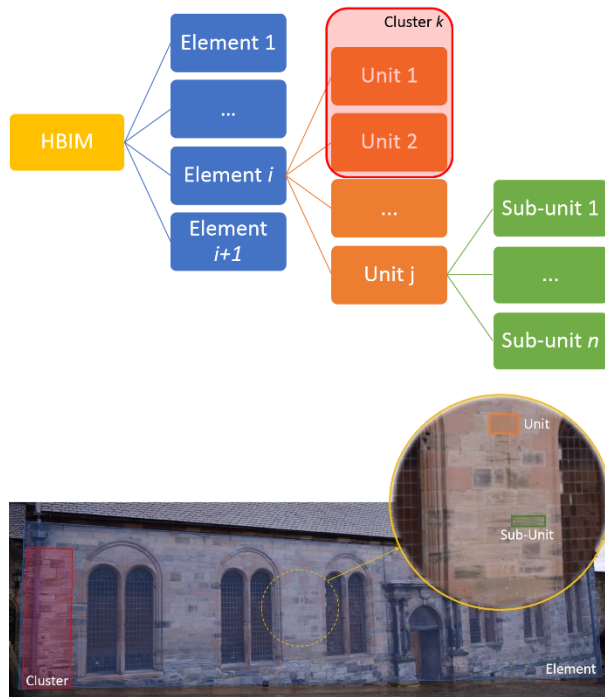 Cluster k
Element 1
Unit 1
...
HBIM
Unit 2
Element i
...
Sub-unit 1
Element
i+1
Unit j
...
Sub-unit n
Unit
Sub-Unit
Cluster
Element